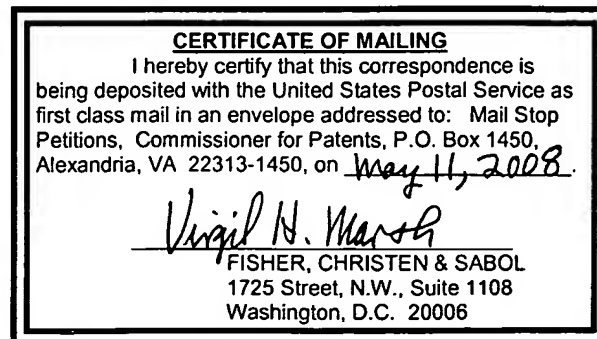 CERTIFICATE OF MAILING
I hereby certify that this correspondence is
being deposited with the United States Postal Service as
first class mail in an envelope addressed to: Mail Stop
Petitions, Commissioner for Patents, P.O. Box 1450,
Alexandria, VA 22313-1450, on May 11, 2008.
Virgil H. Marsh
FISHER, CHRISTEN & SABOL
1725 Street, N.W., Suite 1108
Washington, D.C. 20006